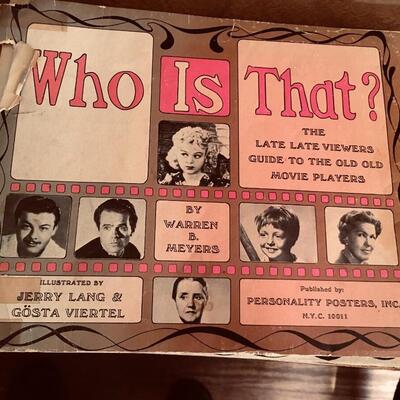 Who Is That?
THE
LATE LATE VIEWERS
GUIDE TO THE OLD OLD
MOVIE PLAYERS
BY
WARREN
B.
MEYERS
ILLUSTRATED BY
JERRY LANG &
GÖSTA VIERTEL
Published by:
PERSONALITY POSTERS, INC.
N.Y.C. 10011